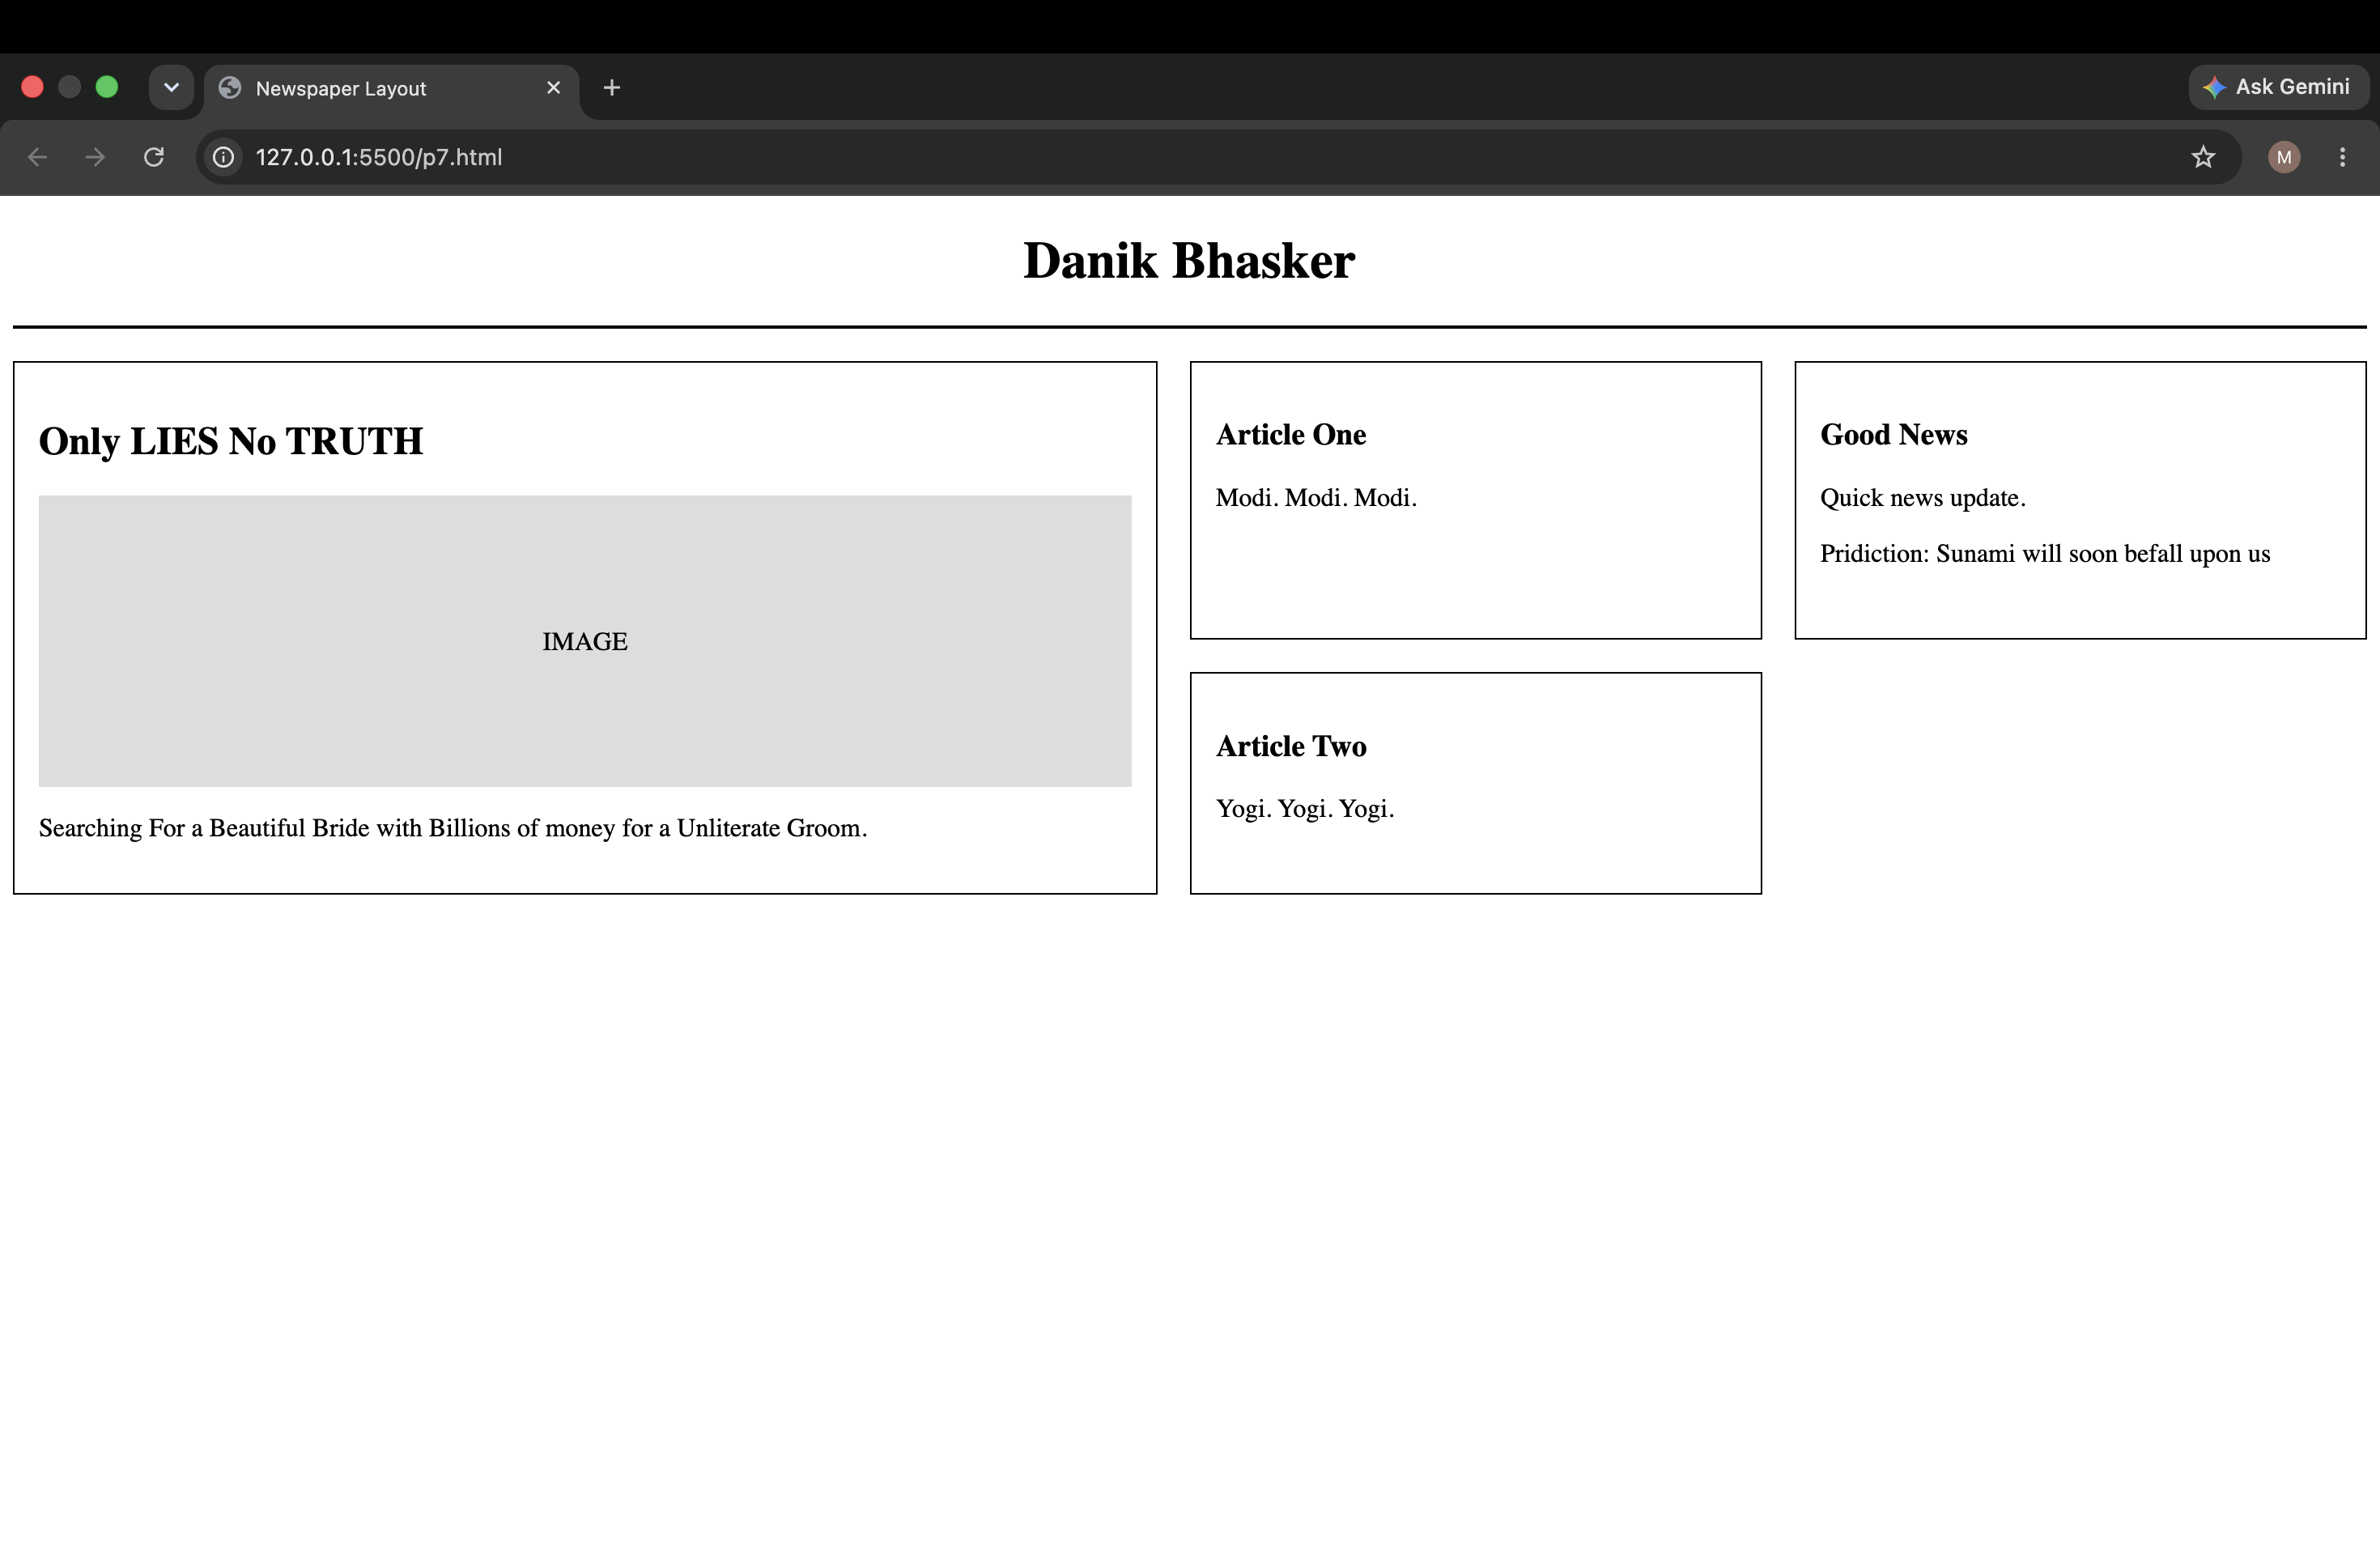 Newspaper Layout
Ask Gemini
127.0.0.1:5500/p7.html
M
Danik Bhasker
Only LIES No TRUTH
IMAGE
Searching For a Beautiful Bride with Billions of money for a Unliterate Groom.
Article One
Modi. Modi. Modi.
Article Two
Yogi. Yogi. Yogi.
Good News
Quick news update.
Pridiction: Sunami will soon befall upon us